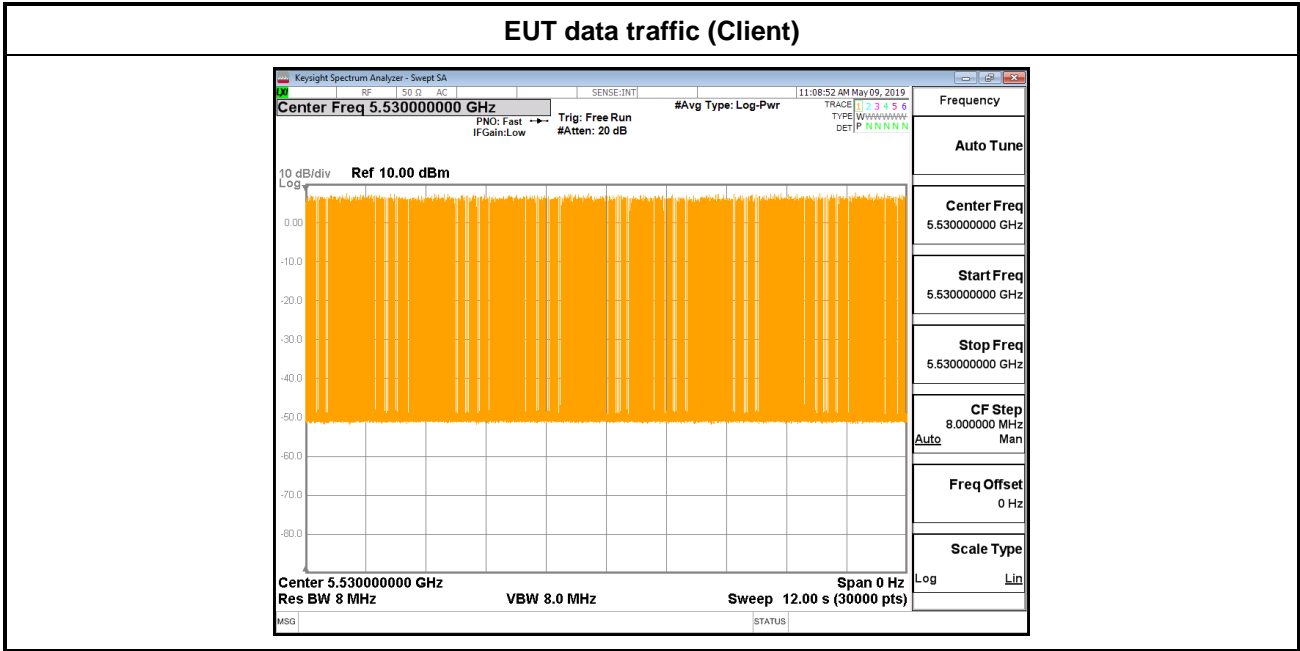 EUT data traffic (Client)
Keysight Spectrum Analyzer - Swept SA
LXI RF 50 Ω AC SENSE:INT 11:08:52 AM May 09, 2019
Center Freq 5.530000000 GHz
#Avg Type: Log-Pwr
TRACE 1 2 3 4 5 6
TYPE WWWWWW
DET P N N N N N
PNO: Fast
IFGain:Low
Trig: Free Run
#Atten: 20 dB
10 dB/div
Log
Ref 10.00 dBm
0.00
-10.0
-20.0
-30.0
-40.0
-50.0
-60.0
-70.0
-80.0
Center 5.530000000 GHz
Span 0 Hz
Res BW 8 MHz
VBW 8.0 MHz
Sweep 12.00 s (30000 pts)
MSG
STATUS
Frequency
Auto Tune
Center Freq
5.530000000 GHz
Start Freq
5.530000000 GHz
Stop Freq
5.530000000 GHz
CF Step
8.000000 MHz
Auto Man
Freq Offset
0 Hz
Scale Type
Log Lin